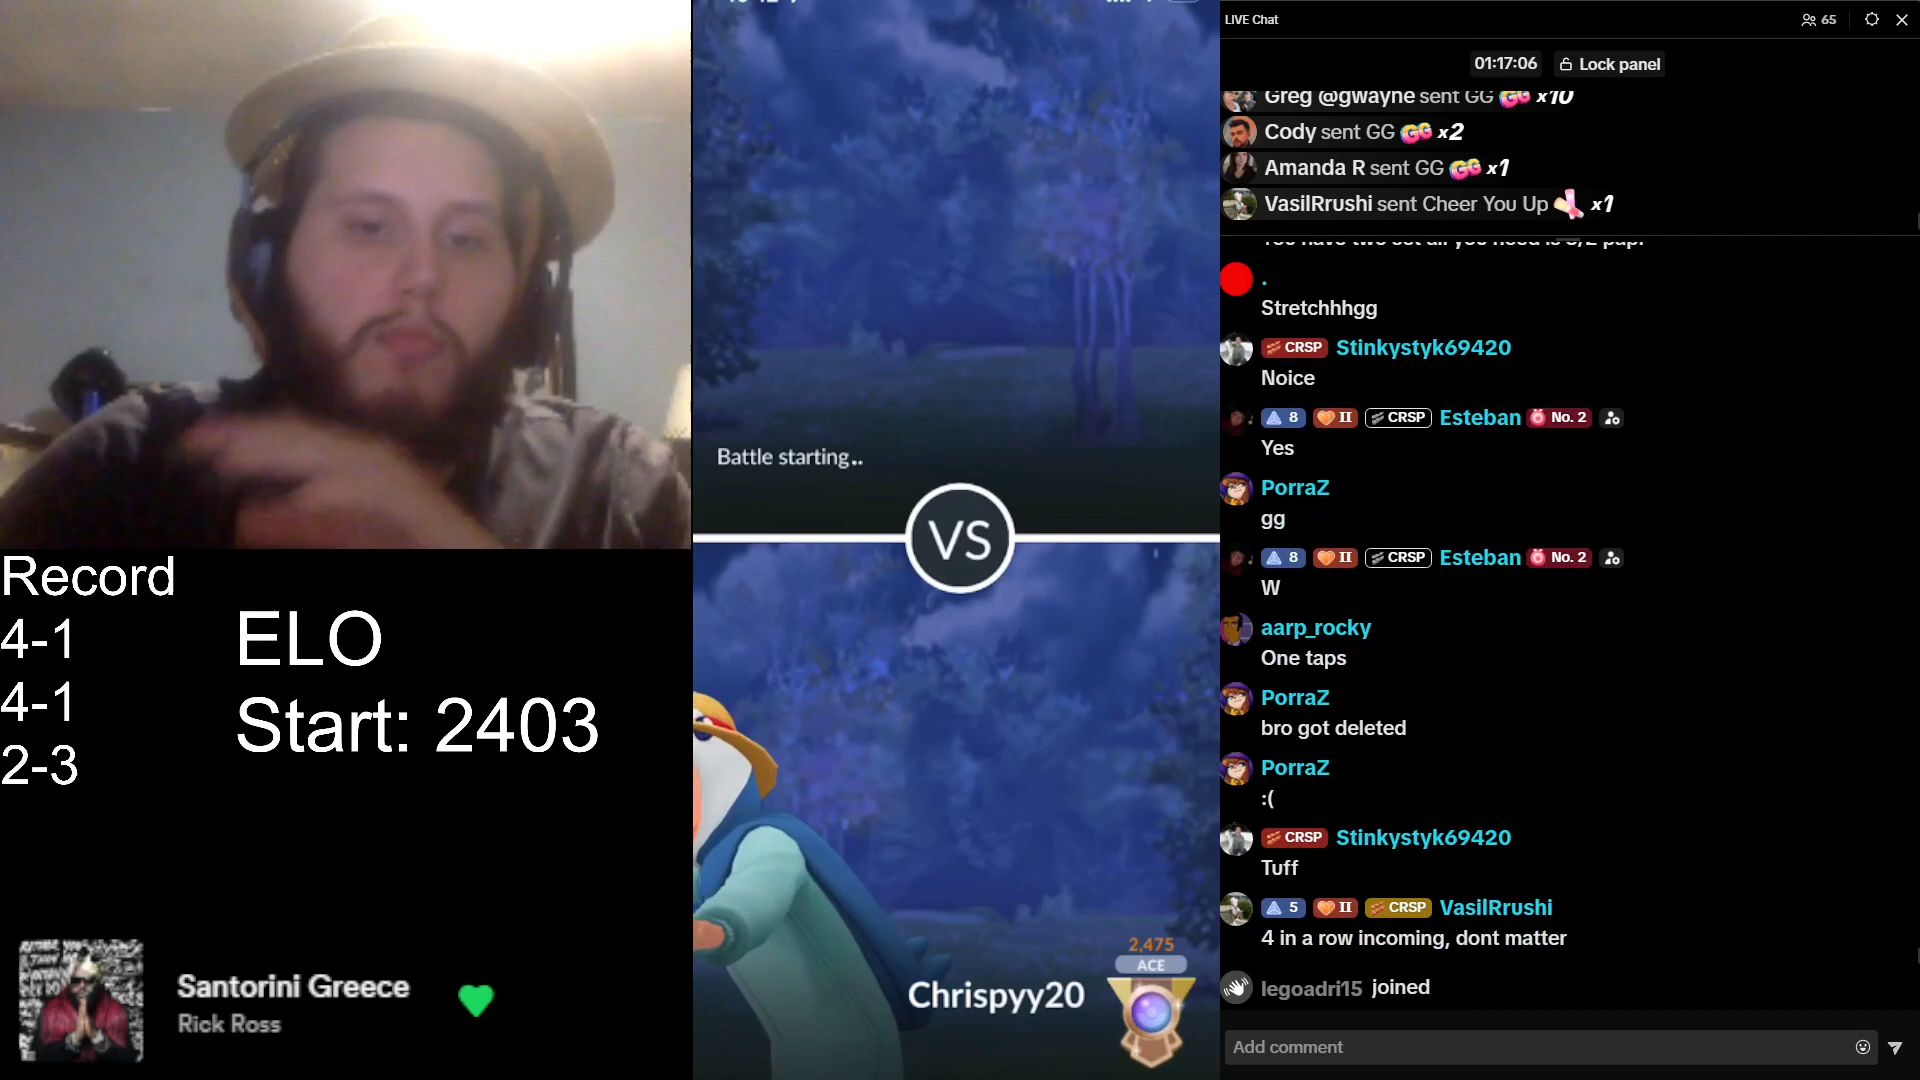 Record
4-1
4-1
2-3
ELO
Start: 2403
Santorini Greece
Rick Ross
Battle starting..
VS
2,475
ACE
Chrispyy20
LIVE Chat
65
01:17:06
Lock panel
Greg @gwayne sent GG GG x10
Cody sent GG GG x2
Amanda R sent GG GG x1
VasilRrushi sent Cheer You Up x1
.
Stretchhhgg
CRSP Stinkystyk69420
Noice
8 II CRSP Esteban No. 2
Yes
PorraZ
gg
8 II CRSP Esteban No. 2
W
aarp_rocky
One taps
PorraZ
bro got deleted
PorraZ
:(
CRSP Stinkystyk69420
Tuff
5 II CRSP VasilRrushi
4 in a row incoming, dont matter
legoadri15 joined
Add comment